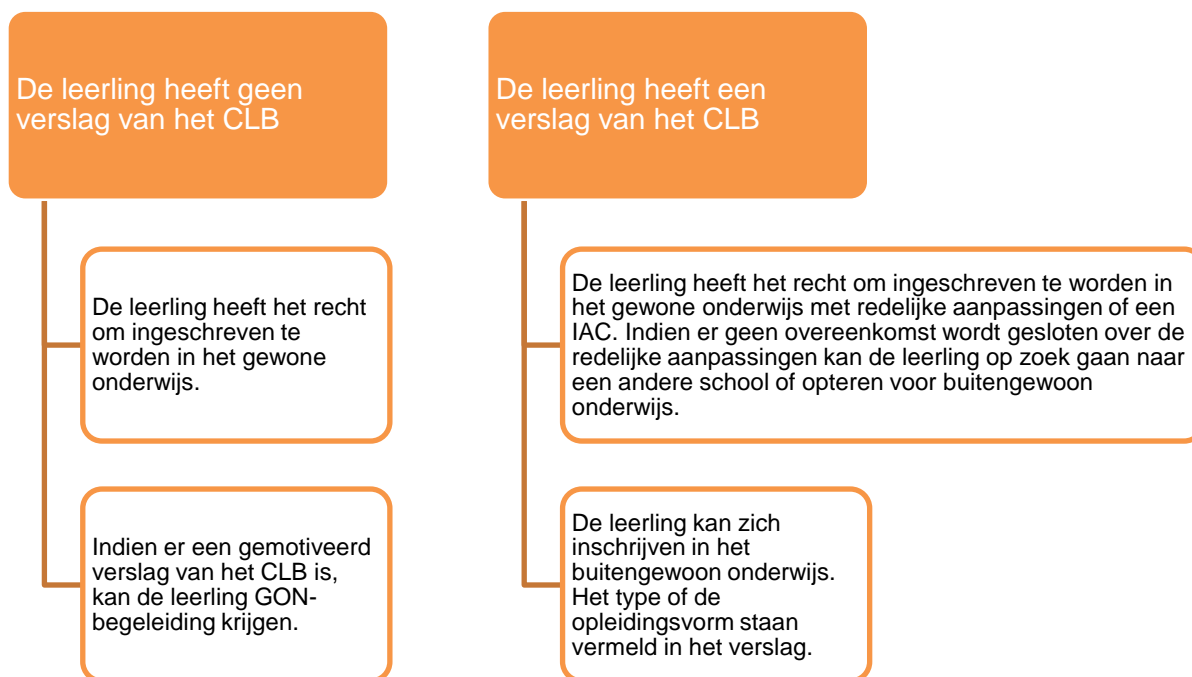 De leerling heeft geen
verslag van het CLB
De leerling heeft het recht
om ingeschreven te
worden in het gewone
onderwijs.
Indien er een gemotiveerd
verslag van het CLB is,
kan de leerling GON-
begeleiding krijgen.
De leerling heeft een
verslag van het CLB
De leerling heeft het recht om ingeschreven te worden in
het gewone onderwijs met redelijke aanpassingen of een
IAC. Indien er geen overeenkomst wordt gesloten over de
redelijke aanpassingen kan de leerling op zoek gaan naar
een andere school of opteren voor buitengewoon
onderwijs.
De leerling kan zich
inschrijven in het
buitengewoon onderwijs.
Het type of de
opleidingsvorm staan
vermeld in het verslag.